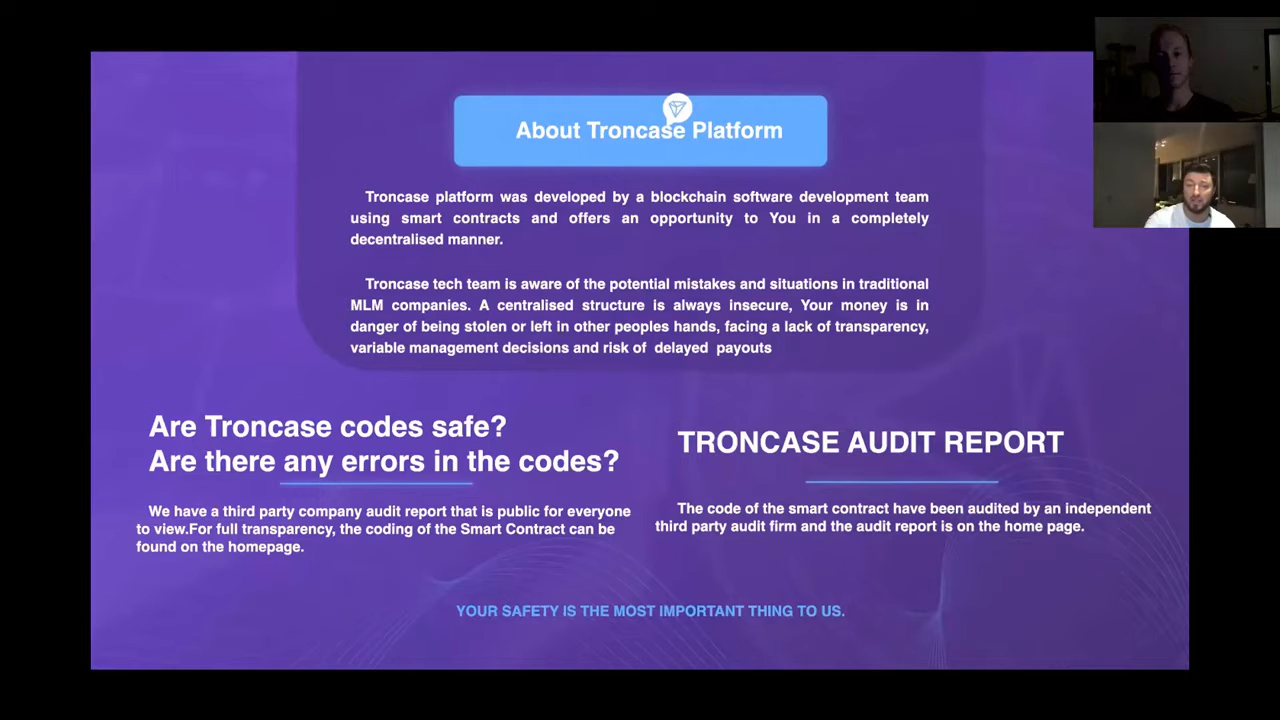 About Troncase Platform
Troncase platform was developed by a blockchain software development team
using smart contracts and offers an opportunity to You in a completely
decentralised manner.
Troncase tech team is aware of the potential mistakes and situations in traditional
MLM companies. A centralised structure is always insecure, Your money is in
danger of being stolen or left in other peoples hands, facing a lack of transparency,
variable management decisions and risk of delayed payouts
Are Troncase codes safe?
Are there any errors in the codes?
We have a third party company audit report that is public for everyone
to view.For full transparency, the coding of the Smart Contract can be
found on the homepage.
TRONCASE AUDIT REPORT
The code of the smart contract have been audited by an independent
third party audit firm and the audit report is on the home page.
YOUR SAFETY IS THE MOST IMPORTANT THING TO US.